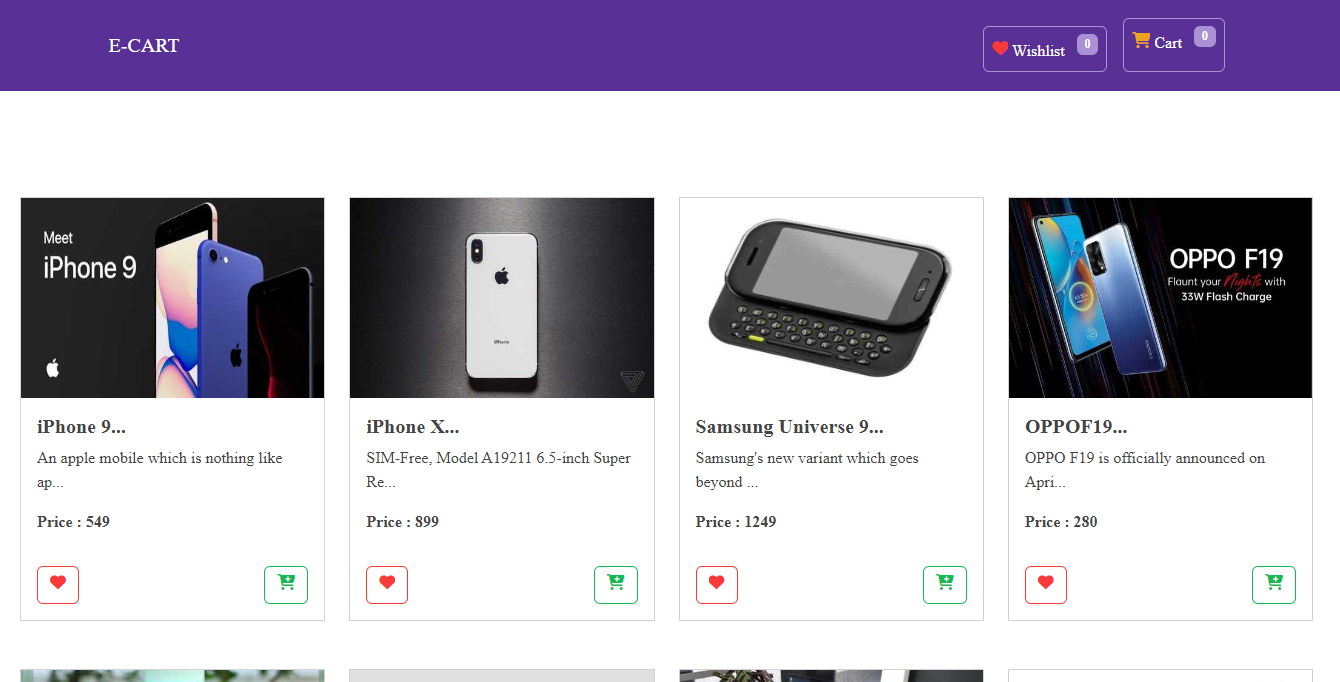 E-CART
Wishlist 0
Cart 0
Meet
iPhone 9
iPhone
OPPO F19
Flaunt your Nights with
33W Flash Charge
iPhone 9...
An apple mobile which is nothing like
ap...
Price : 549
iPhone X...
SIM-Free, Model A19211 6.5-inch Super
Re...
Price : 899
Samsung Universe 9...
Samsung's new variant which goes
beyond ...
Price : 1249
OPPOF19...
OPPO F19 is officially announced on
Apri...
Price : 280